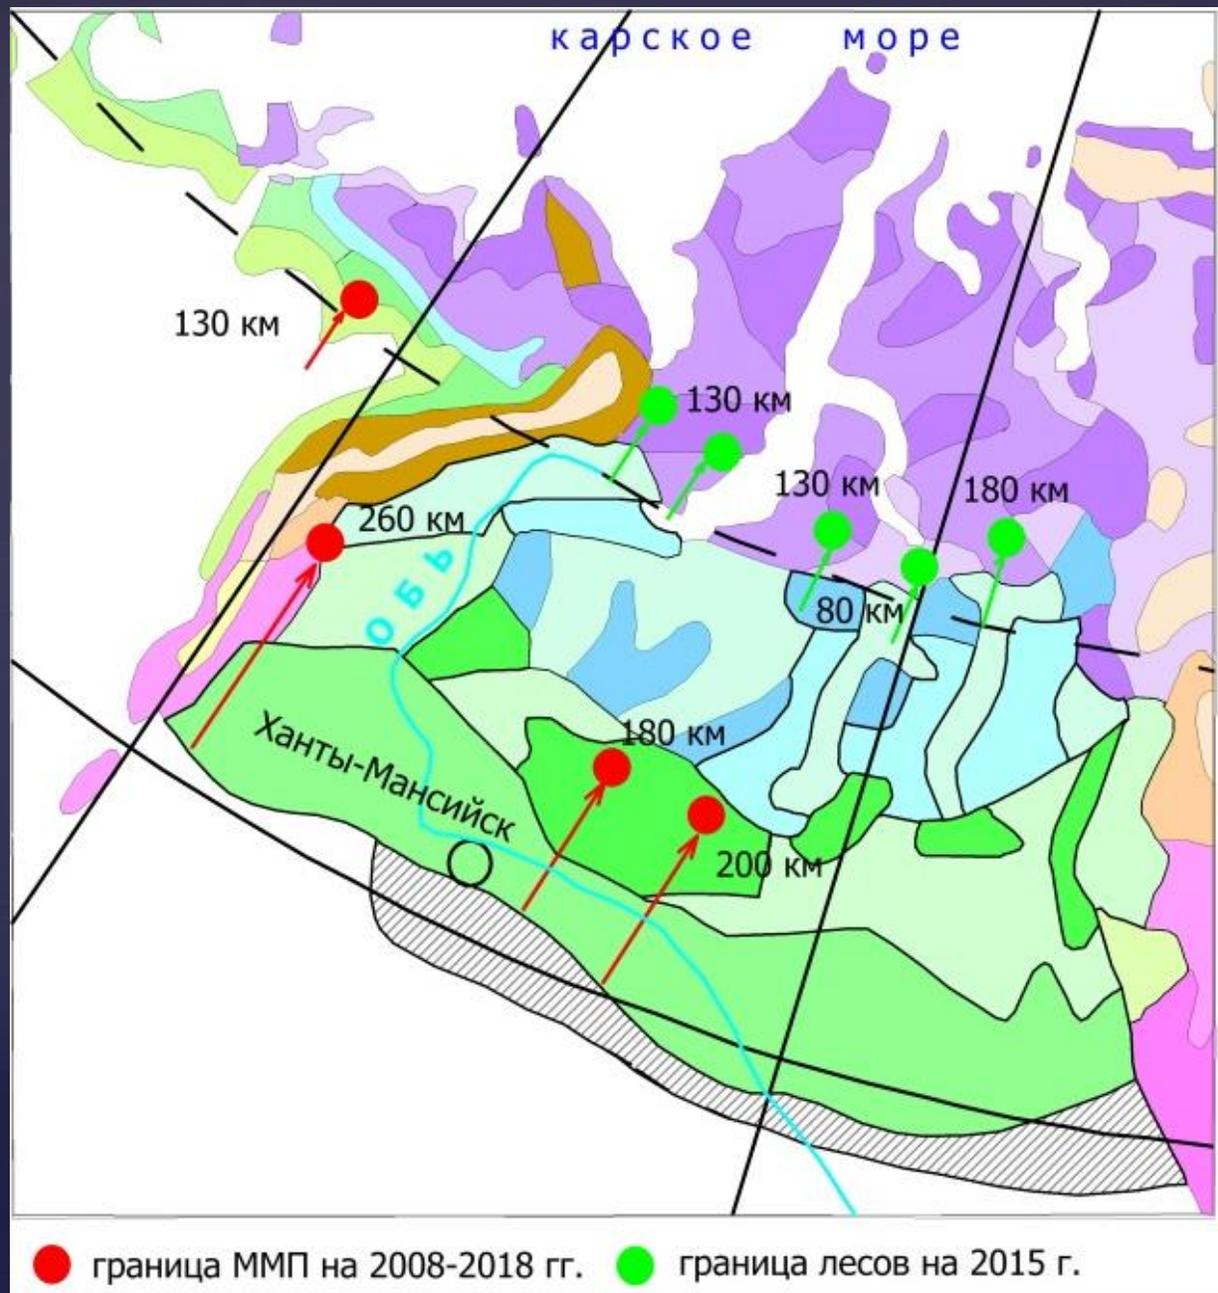 карское море
130 км
130 км
130 км
180 км
260 км
ОБЬ
80 км
180 км
Ханты-Мансийск
200 км
граница ММП на 2008-2018 гг.
граница лесов на 2015 г.